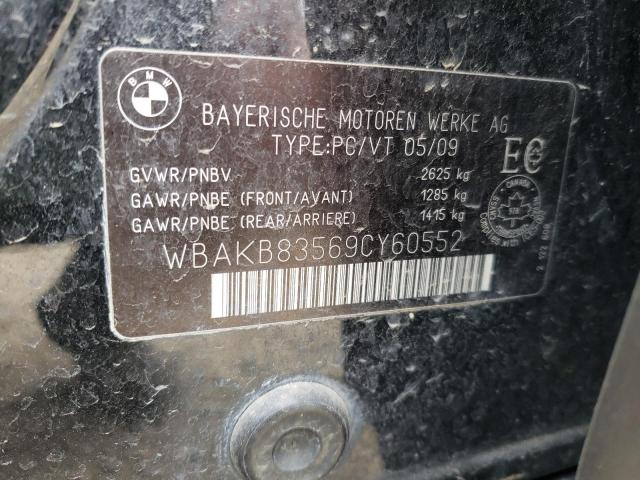 BMW
BAYERISCHE MOTOREN WERKE AG
TYPE:PC/VT 05/09
GVWR/PNBV 2625 kg
GAWR/PNBE (FRONT/AVANT) 1285 kg
GAWR/PNBE (REAR/ARRIERE) 1415 kg
WBAKB83569CY60552